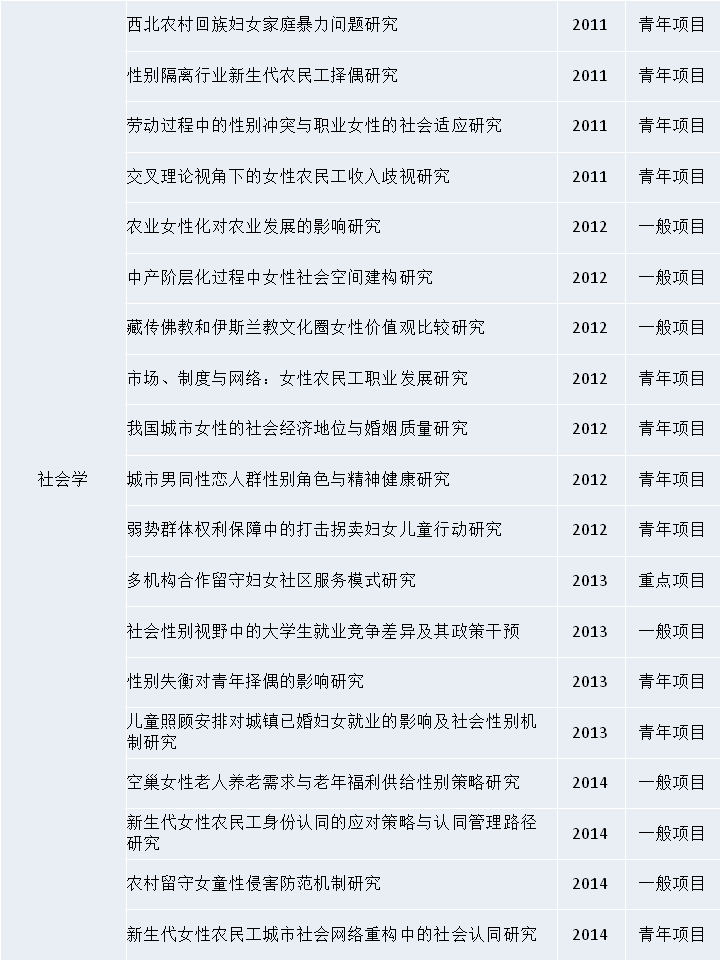 西北农村回族妇女家庭暴力问题研究 2011 青年项目
性别隔离行业新生代农民工择偶研究 2011 青年项目
劳动过程中的性别冲突与职业女性的社会适应研究 2011 青年项目
交叉理论视角下的女性农民工收入歧视研究 2011 青年项目
农业女性化对农业发展的影响研究 2012 一般项目
中产阶层化过程中女性社会空间建构研究 2012 一般项目
藏传佛教和伊斯兰教文化圈女性价值观比较研究 2012 一般项目
市场、制度与网络：女性农民工职业发展研究 2012 青年项目
我国城市女性的社会经济地位与婚姻质量研究 2012 青年项目
社会学 城市男同性恋人群性别角色与精神健康研究 2012 青年项目
弱势群体权利保障中的打击拐卖妇女儿童行动研究 2012 青年项目
多机构合作留守妇女社区服务模式研究 2013 重点项目
社会性别视野中的大学生就业竞争差异及其政策干预 2013 一般项目
性别失衡对青年择偶的影响研究 2013 青年项目
儿童照顾安排对城镇已婚妇女就业的影响及社会性别机
制研究 2013 青年项目
空巢女性老人养老需求与老年福利供给性别策略研究 2014 一般项目
新生代女性农民工身份认同的应对策略与认同管理路径
研究 2014 一般项目
农村留守女童性侵害防范机制研究 2014 一般项目
新生代女性农民工城市社会网络重构中的社会认同研究 2014 青年项目